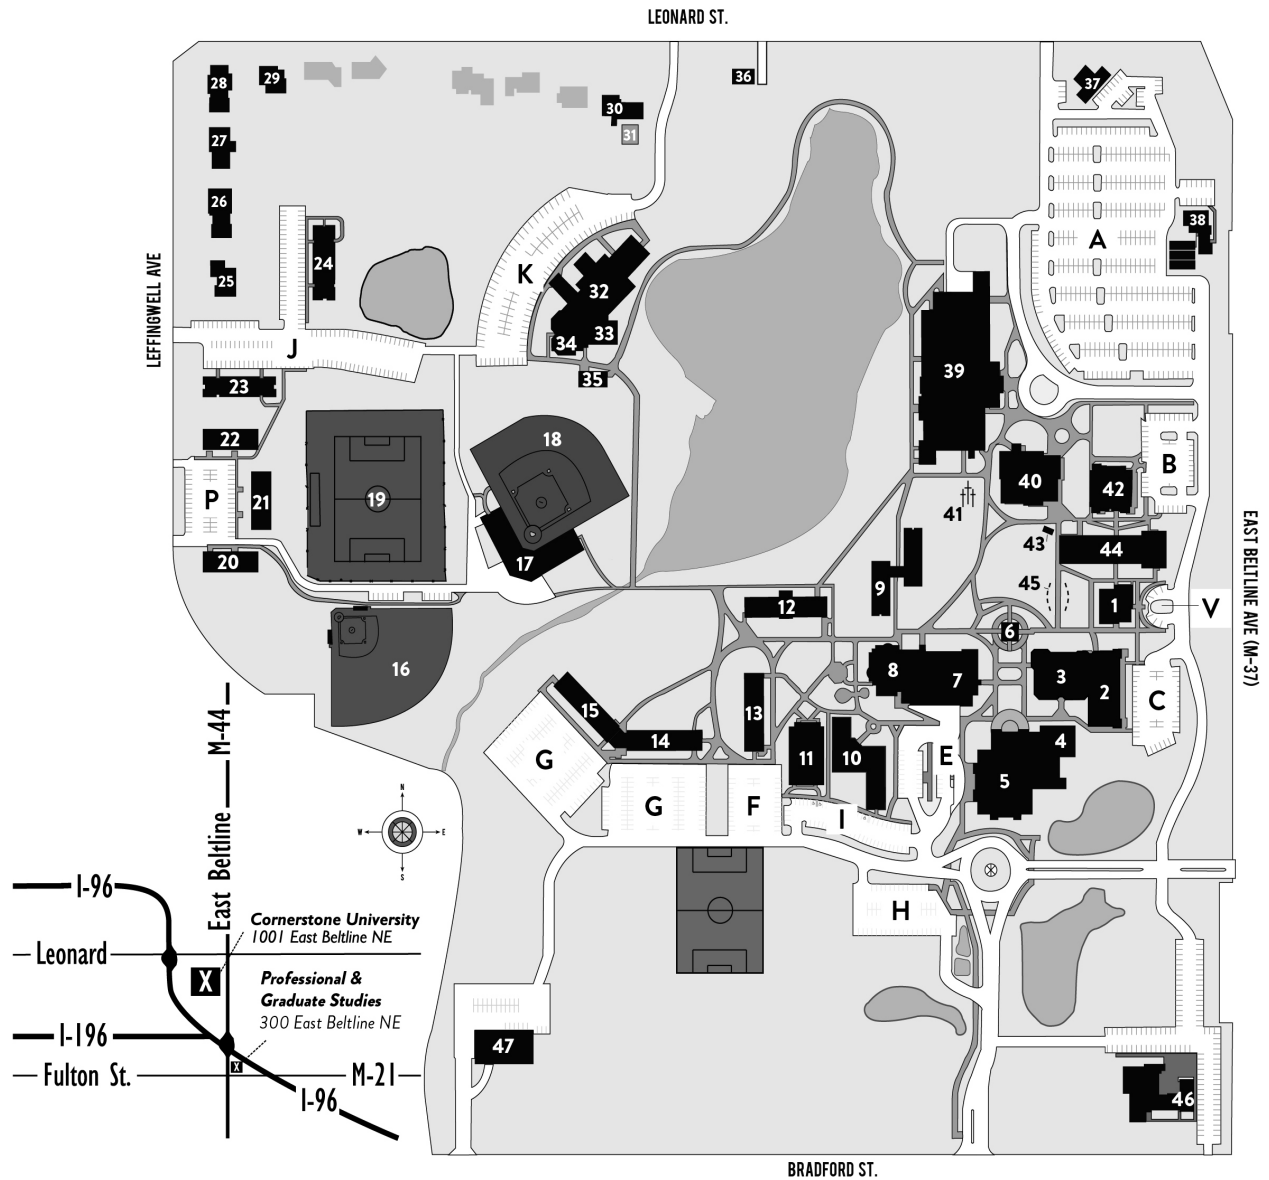 LEONARD ST.
28
29
36
37
30
31
27
26
38
24
A
25
K
32
LEFFINGWELL AVE
33
34
J
35
39
23
22
18
B
P
21
19
40
42
41
17
43
44
20
EAST BELTLINE AVE (M-37)
9
45
12
1
V
6
16
8
7
3
2
15
13
C
14
4
G
11
10
E
5
G
F
I
N
W
E
S
H
M-44
East Beltline
I-96
Leonard
X
Cornerstone University
1001 East Beltline NE
Professional &
Graduate Studies
300 East Beltline NE
I-196
X
Fulton St.
M-21
I-96
47
46
BRADFORD ST.